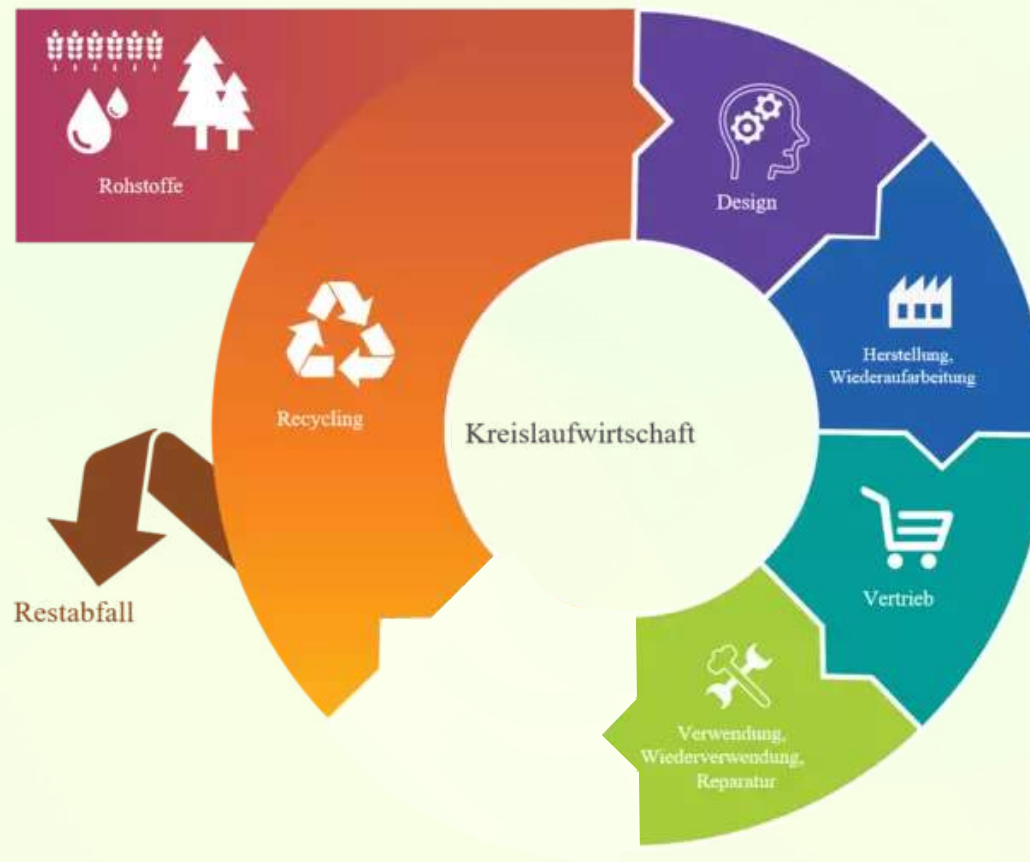 Rohstoffe
Design
Herstellung,
Wiederaufarbeitung
Recycling
Kreislaufwirtschaft
Vertrieb
Restabfall
Verwendung,
Wiederverwendung,
Reparatur